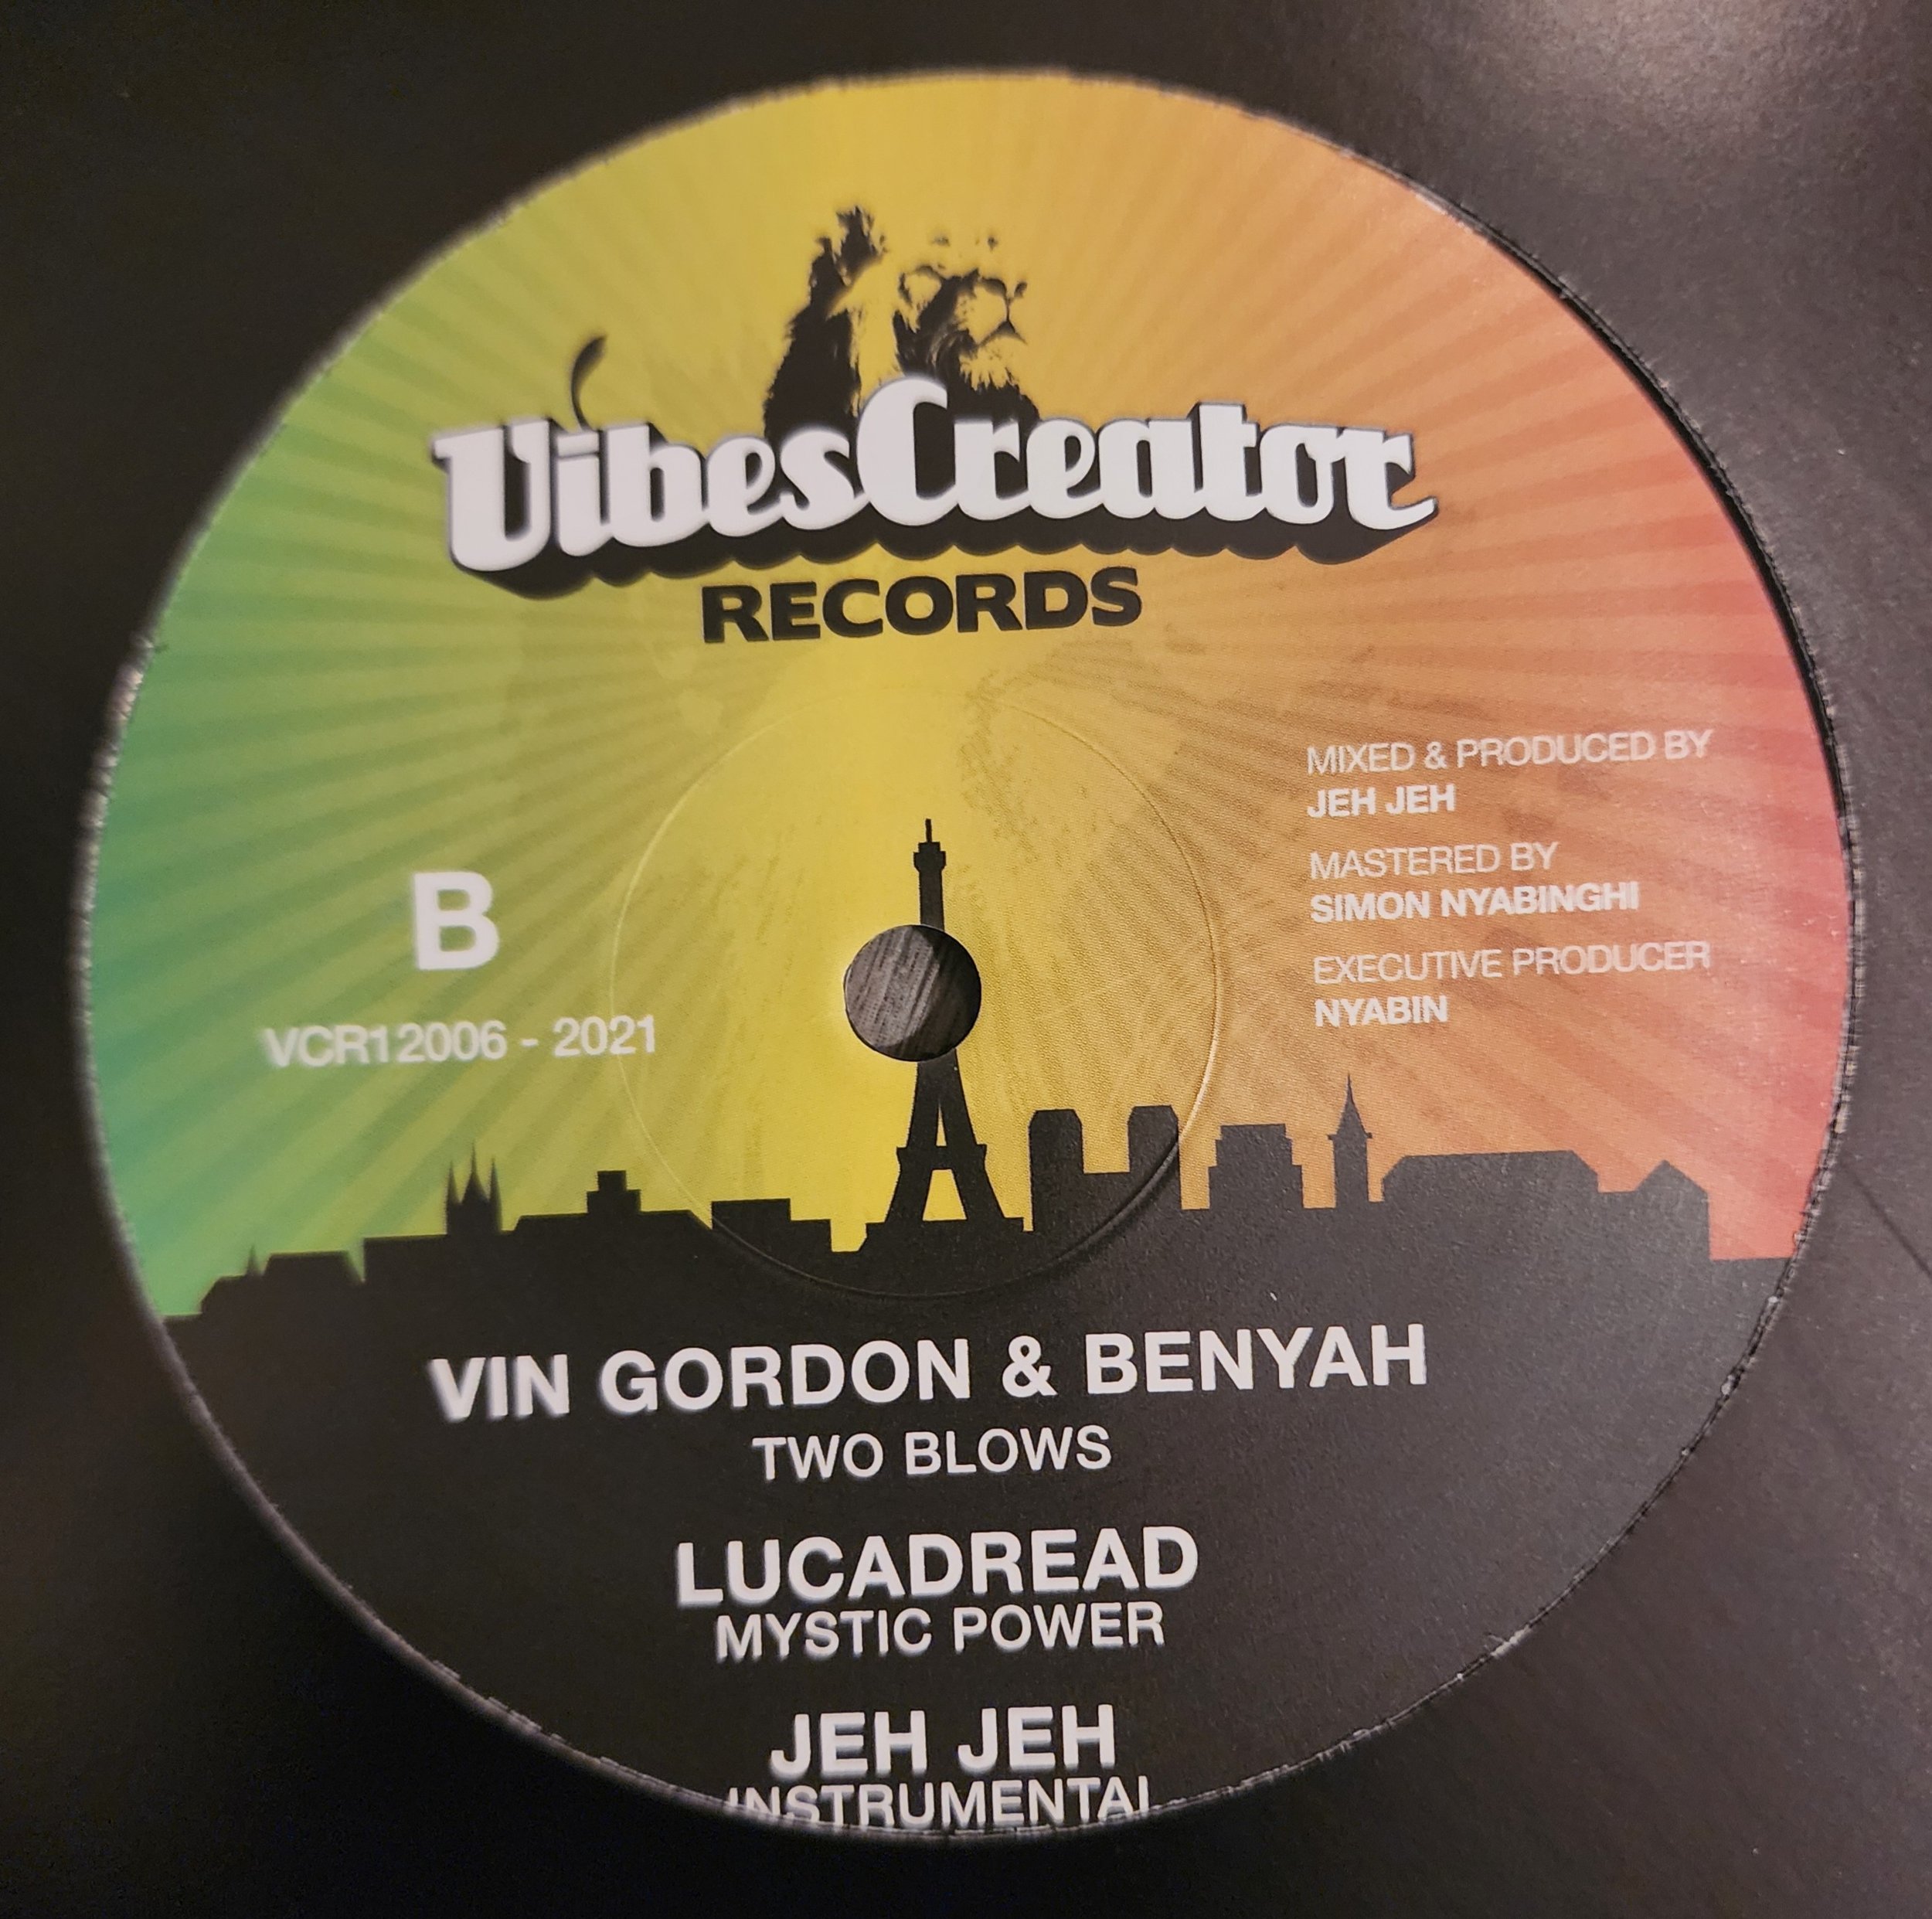 VibesCreator
RECORDS
B
VCR12006 - 2021
MIXED & PRODUCED BY
JEH JEH
MASTERED BY
SIMON NYABINGHI
EXECUTIVE PRODUCER
NYABIN
VIN GORDON & BENYAH
TWO BLOWS
LUCADREAD
MYSTIC POWER
JEH JEH
INSTRUMENTAL